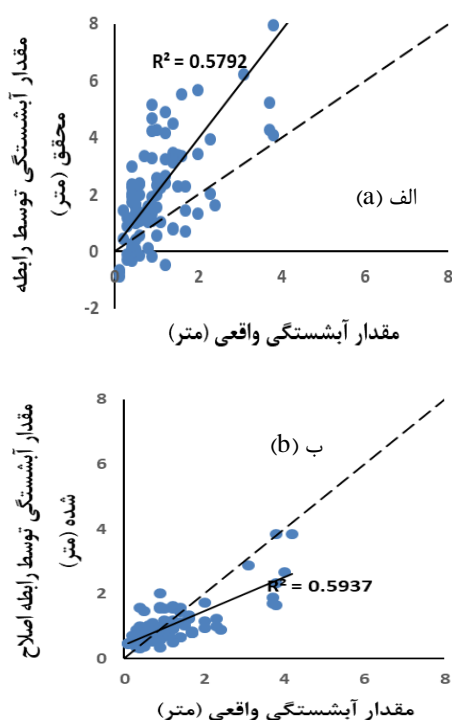 8
6
4
2
0
-2
0
2
4
6
8
R² = 0.5792
الف (a)
مقدار آبشستگی توسط رابطه
محقق (متر)
مقدار آبشستگی واقعی (متر)
8
6
4
2
0
0
2
4
6
8
ب (b)
R² = 0.5937
مقدار آبشستگی توسط رابطه اصلاح
شده (متر)
مقدار آبشستگی واقعی (متر)